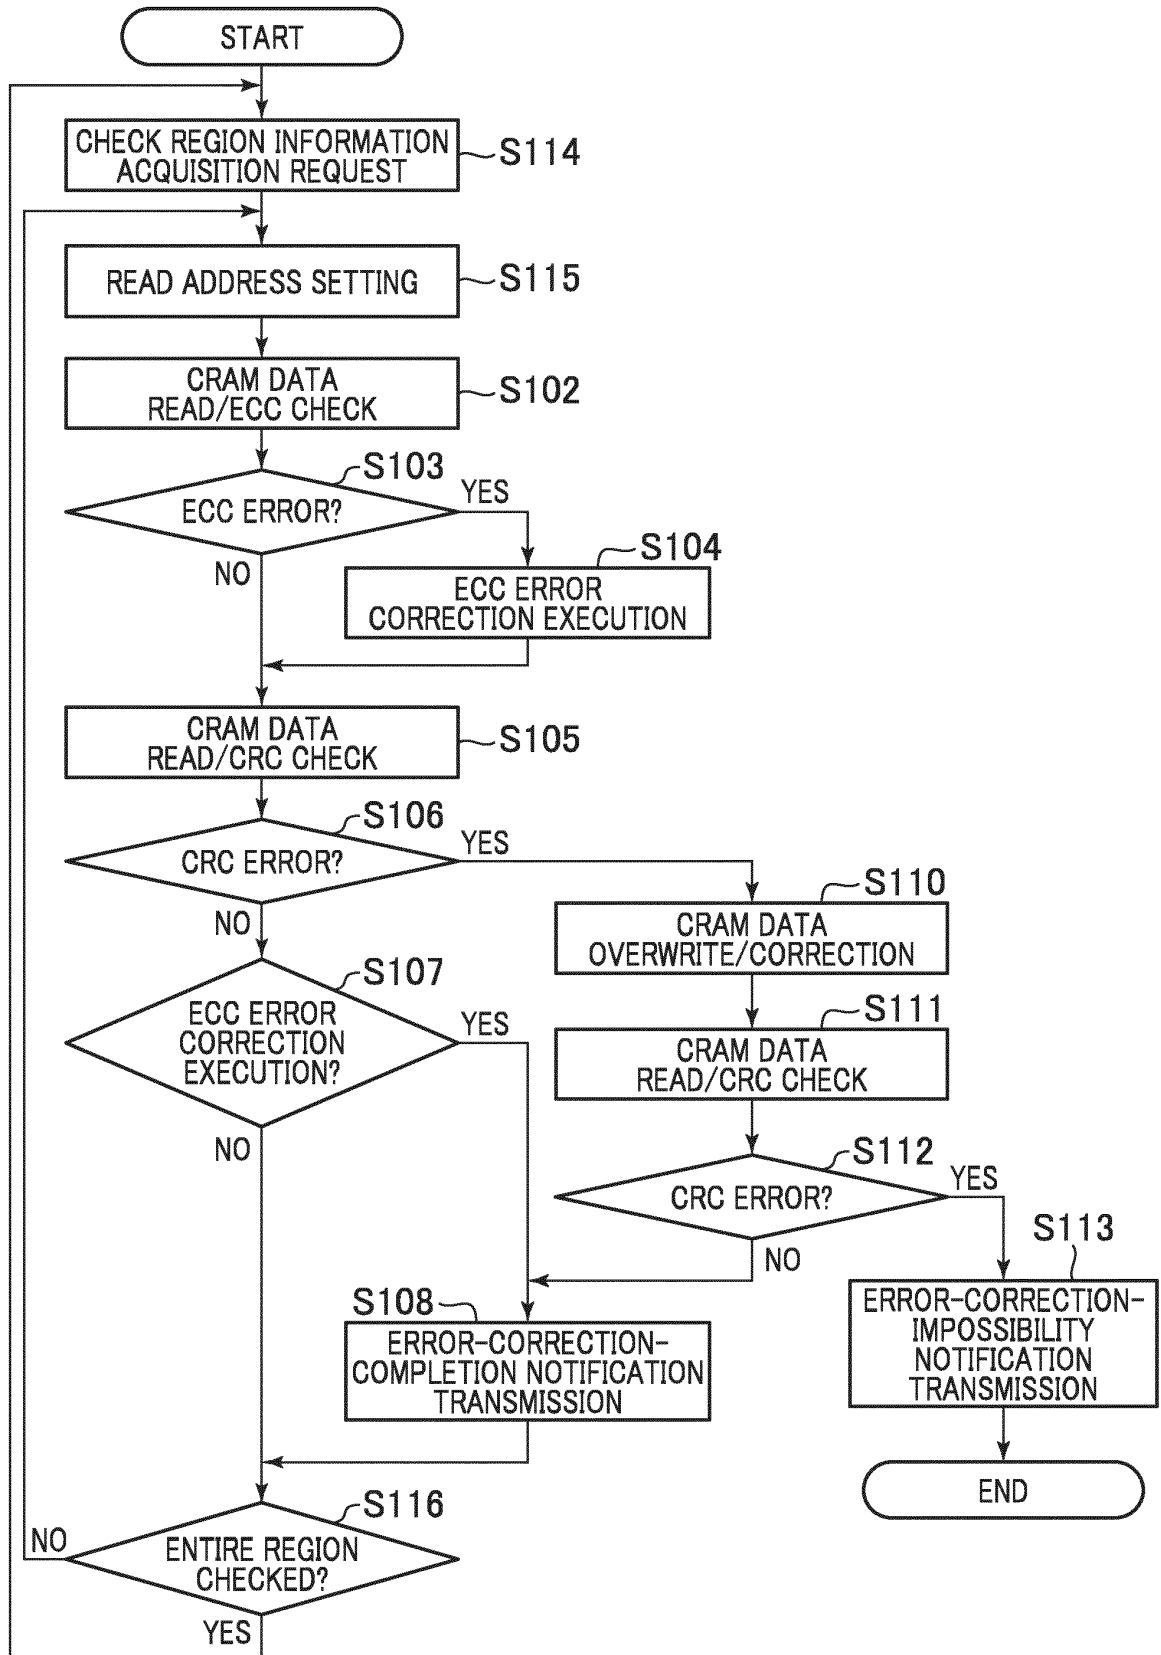 START
CHECK REGION INFORMATION
ACQUISITION REQUEST
S114
READ ADDRESS SETTING
S115
CRAM DATA
READ/ECC CHECK
S102
S103
ECC ERROR?
YES
NO
S104
ECC ERROR
CORRECTION EXECUTION
CRAM DATA
READ/CRC CHECK
S105
S106
CRC ERROR?
YES
NO
S110
CRAM DATA
OVERWRITE/CORRECTION
S107
ECC ERROR
CORRECTION
EXECUTION?
YES
NO
S111
CRAM DATA
READ/CRC CHECK
S112
CRC ERROR?
YES
NO
S113
ERROR-CORRECTION-
IMPOSSIBILITY
NOTIFICATION
TRANSMISSION
S108
ERROR-CORRECTION-
COMPLETION NOTIFICATION
TRANSMISSION
END
S116
ENTIRE REGION
CHECKED?
NO
YES